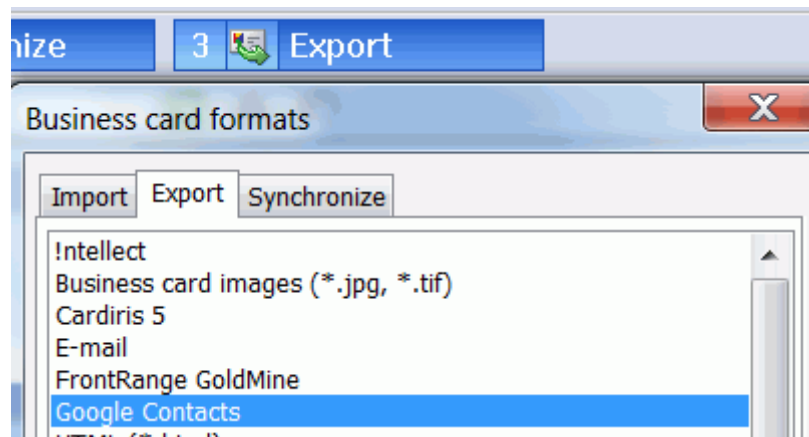 nize 3 Export
Business card formats
Import Export Synchronize
!ntellect
Business card images (*.jpg, *.tif)
Cardiris 5
E-mail
FrontRange GoldMine
Google Contacts